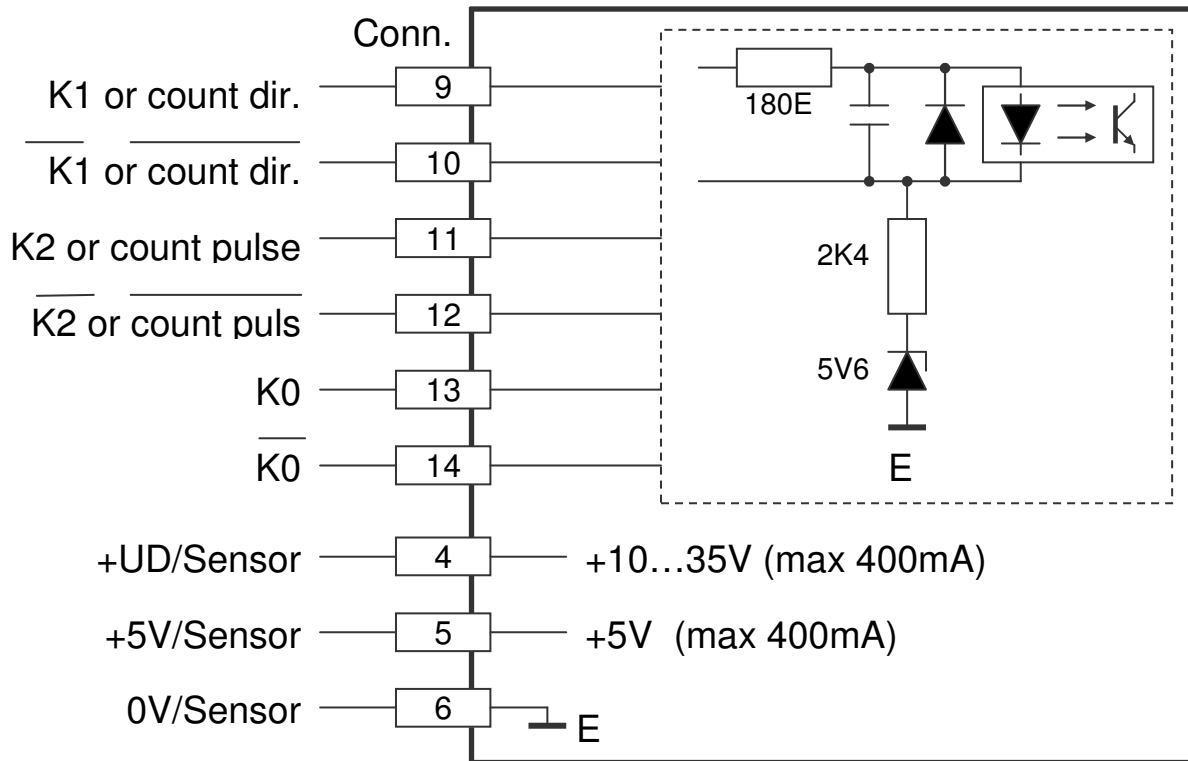 Conn.
K1 or count dir.
9
180E
K1 or count dir.
10
K2 or count pulse
11
2K4
K2 or count puls
12
5V6
K0
13
K0
14
E
+UD/Sensor
4
+10…35V (max 400mA)
+5V/Sensor
5
+5V (max 400mA)
0V/Sensor
6
E